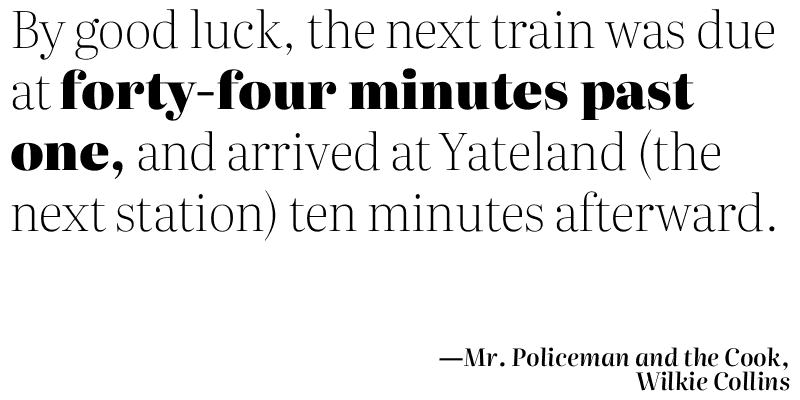 By good luck, the next train was due
at forty-four minutes past
one, and arrived at Yateland (the
next station) ten minutes afterward.
—Mr. Policeman and the Cook,
Wilkie Collins